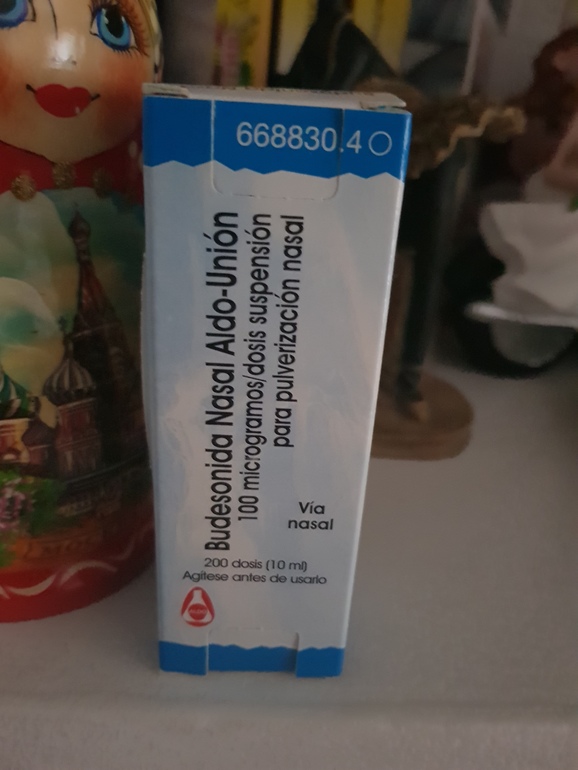 668830.4
Budesonida Nasal Aldo-Unión
100 microgramos/dosis suspensión
para pulverización nasal
Vía
nasal
200 dosis (10 ml)
Agítese antes de usarlo